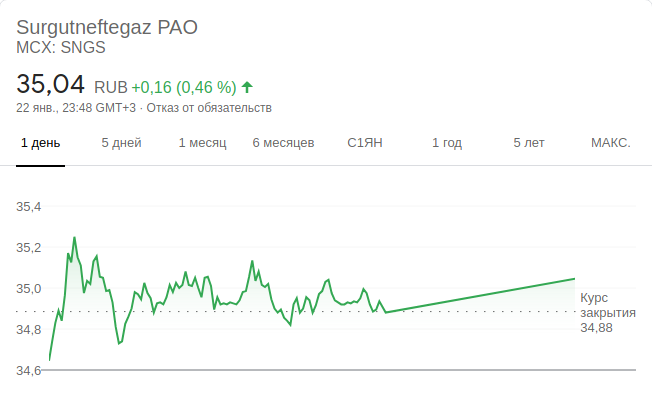 Surgutneftegaz PAO
MCX: SNGS
35,04 RUB +0,16 (0,46 %)
22 янв., 23:48 GMT+3 · Отказ от обязательств
1 день 5 дней 1 месяц 6 месяцев С1ЯН 1 год 5 лет МАКС.
35,4
35,2
35,0
34,8
34,6
Курс
закрытия
34,88